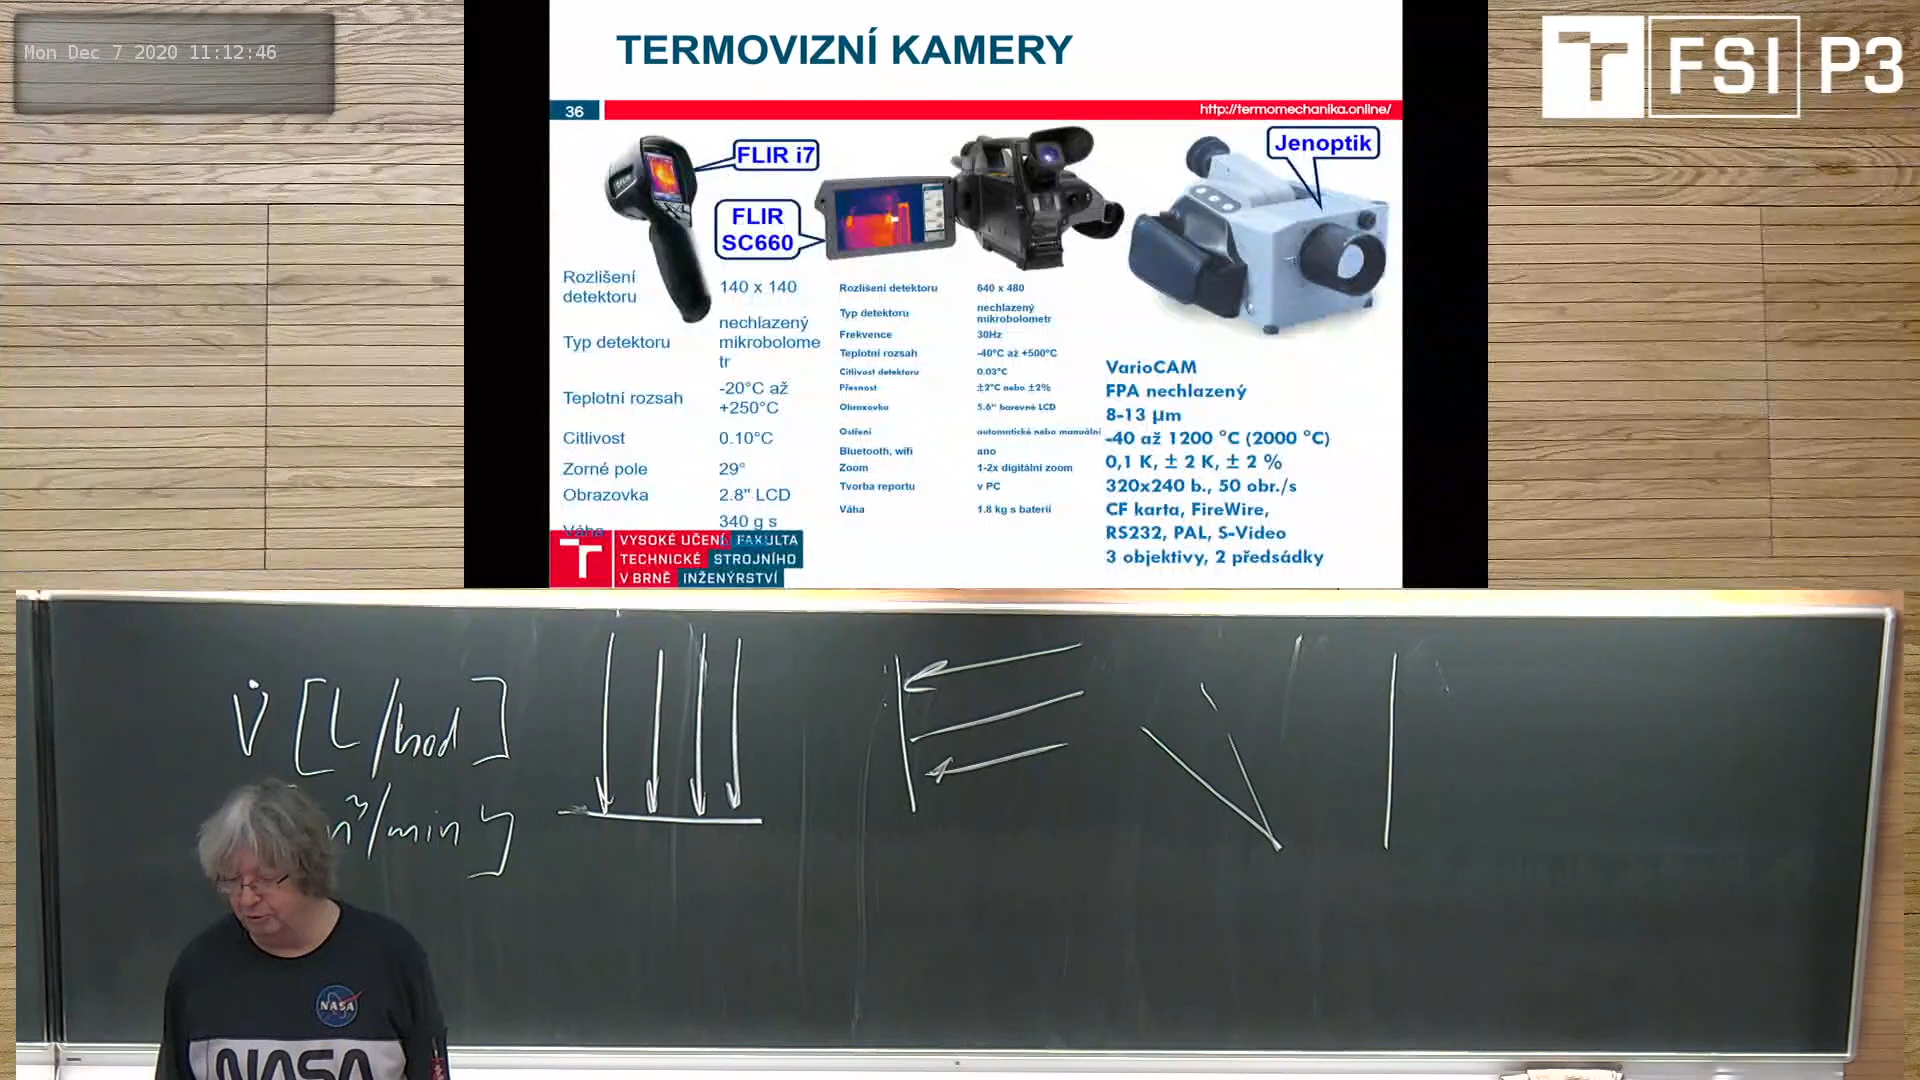 Mon Dec 7 2020 11:12:46
TERMOVIZNÍ KAMERY
FSI P3
36
http://termomechanika.online/
FLIR i7
FLIR
SC660
Jenoptik
Rozlišení
detektoru
140 x 140
Typ detektoru
nechlazený
mikrobolome
tr
Teplotní rozsah
-20°C až
+250°C
Citlivost
0.10°C
Zorné pole
29°
Obrazovka
2.8" LCD
Váha
340 g s
Rozlišení detektoru
640 x 480
Typ detektoru
nechlazený
mikrobolometr
Frekvence
30Hz
Teplotní rozsah
-40°C až +500°C
Citlivost detektoru
0.03°C
Přesnost
±2°C nebo ±2%
Obrazovka
5.6" barevné LCD
Ostření
automatické nebo manuální
Bluetooth, wifi
ano
Zoom
1-2x digitální zoom
Tvorba reportu
v PC
Váha
1.8 kg s baterií
VarioCAM
FPA nechlazený
8-13 µm
-40 až 1200 °C (2000 °C)
0,1 K, ± 2 K, ± 2 %
320x240 b., 50 obr./s
CF karta, FireWire,
RS232, PAL, S-Video
3 objektivy, 2 předsádky
VYSOKÉ UČENÍ FAKULTA
TECHNICKÉ STROJNÍHO
V BRNĚ INŽENÝRSTVÍ
V̇ [L/hod]
m³/min]
NASA
NASA